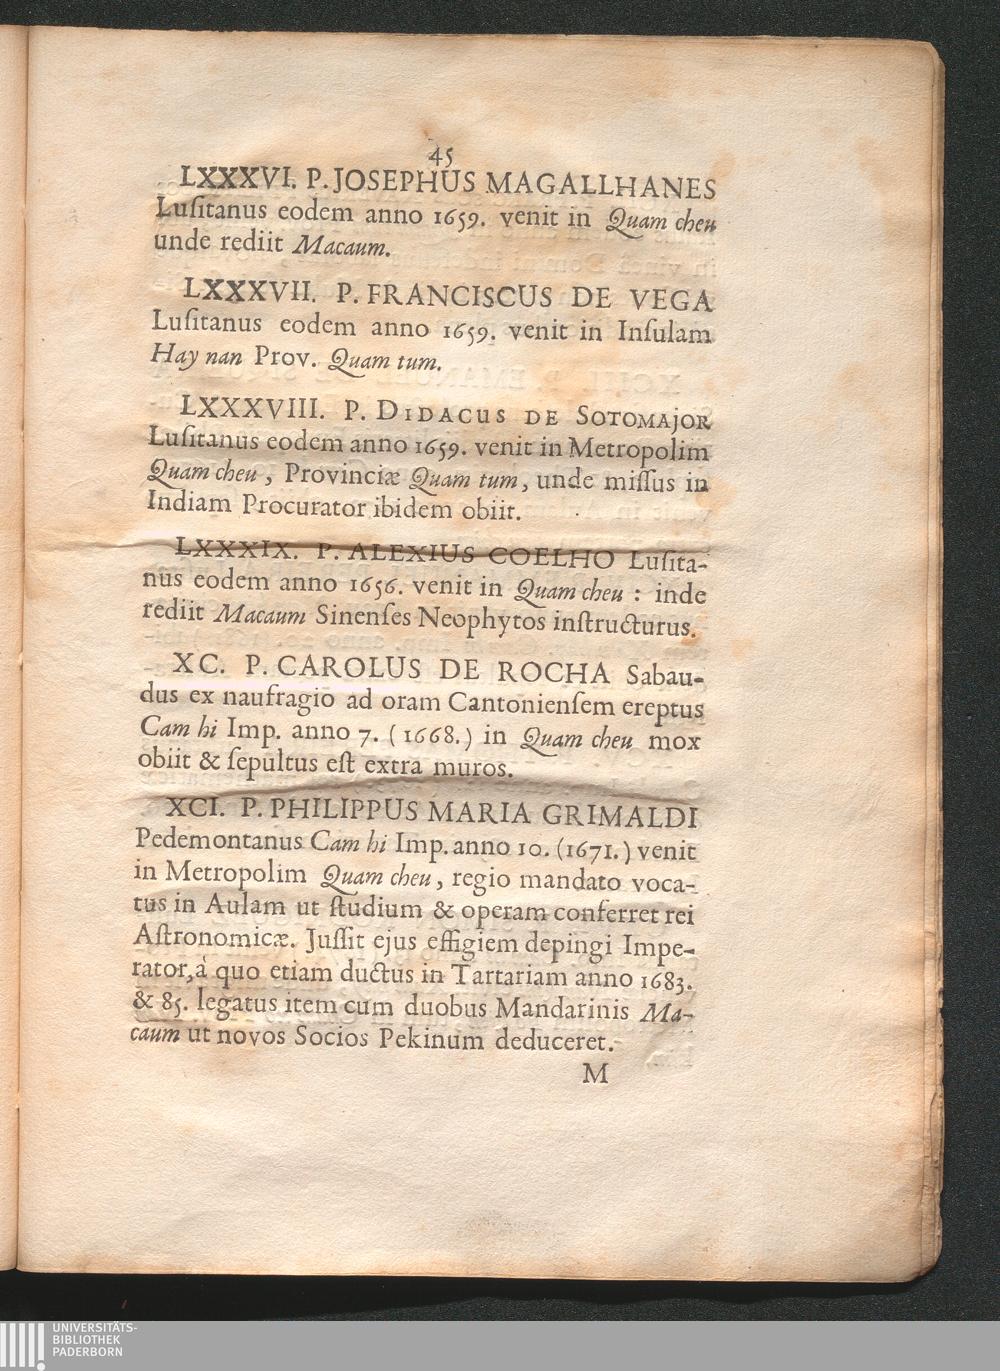 45
LXXXVI. P. JOSEPHUS MAGALLHANES
Luſitanus eodem anno 1659. venit in Quam cheu
unde rediit Macaum.
LXXXVII. P. FRANCISCUS DE VEGA
Luſitanus eodem anno 1659. venit in Inſulam
Hay nan Prov. Quam tum.
LXXXVIII. P. DIDACUS DE SOTOMAJOR
Luſitanus eodem anno 1659. venit in Metropolim
Quam cheu, Provinciæ Quam tum, unde miſſus in
Indiam Procurator ibidem obiit.
LXXXIX. P. ALEXIUS COELHO Luſita-
nus eodem anno 1656. venit in Quam cheu : inde
rediit Macaum Sinenſes Neophytos inſtructurus.
XC. P. CAROLUS DE ROCHA Sabau-
dus ex naufragio ad oram Cantonienſem ereptus
Cam hi Imp. anno 7. (1668.) in Quam cheu mox
obiit & ſepultus eſt extra muros.
XCI. P. PHILIPPUS MARIA GRIMALDI
Pedemontanus Cam hi Imp. anno 10. (1671.) venit
in Metropolim Quam cheu, regio mandato voca-
tus in Aulam ut ſtudium & operam conferret rei
Aſtronomicæ. Juſſit ejus effigiem depingi Impe-
rator, à quo etiam ductus in Tartariam anno 1683.
& 85. legatus item cum duobus Mandarinis Ma-
caum ut novos Socios Pekinum deduceret.
M
UNIVERSITÄTS-
BIBLIOTHEK
PADERBORN